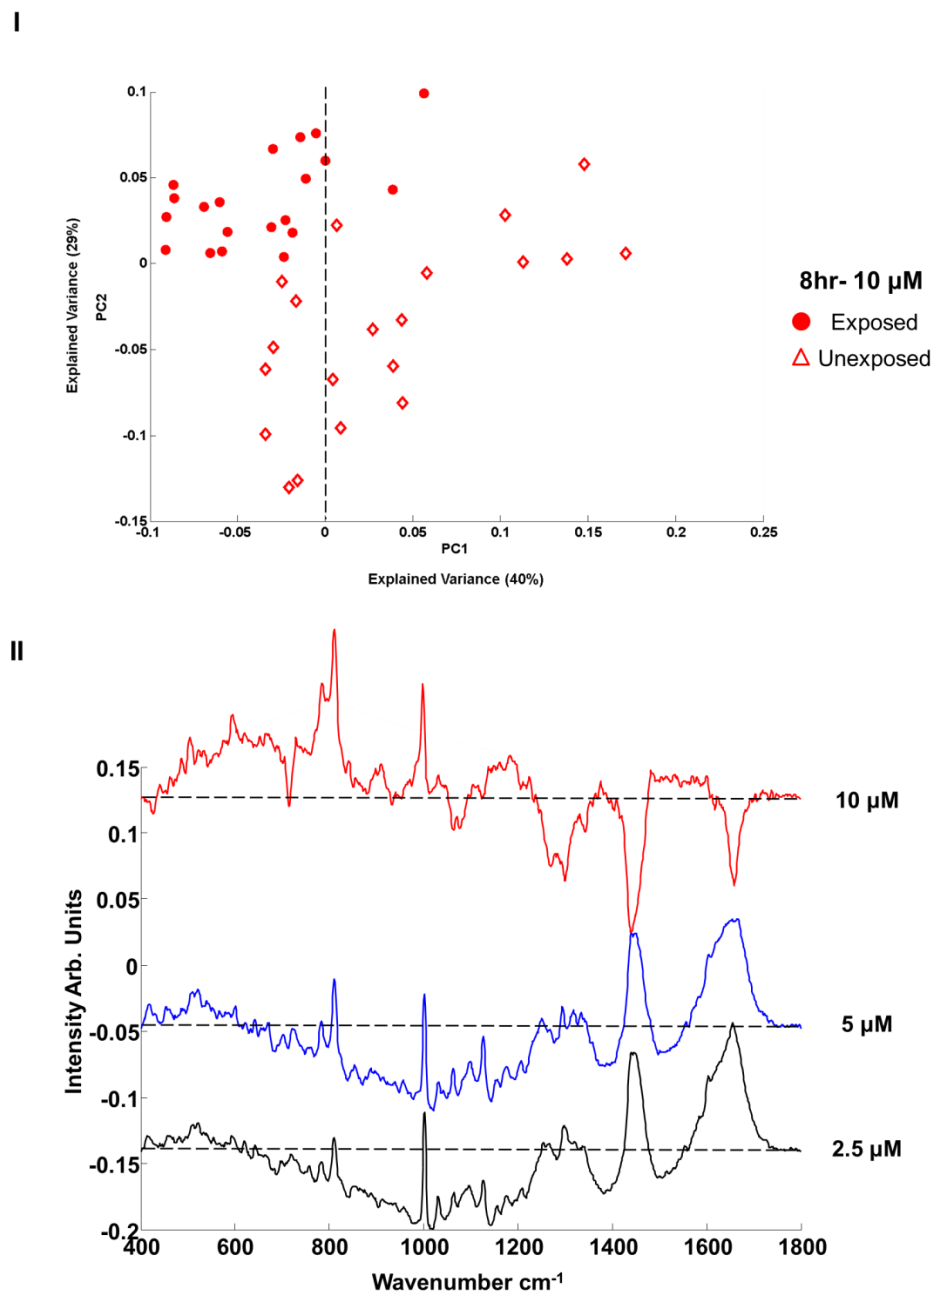 I
0.1
0.05
0
-0.05
-0.1
-0.15
Explained Variance (29%)
PC2
-0.1
-0.05
0
0.05
0.1
0.15
0.2
0.25
PC1
Explained Variance (40%)
8hr- 10 µM
Exposed
Unexposed
II
0.15
0.1
0.05
0
-0.05
-0.1
-0.15
-0.2
Intensity Arb. Units
10 µM
5 µM
2.5 µM
400
600
800
1000
1200
1400
1600
1800
Wavenumber cm⁻¹